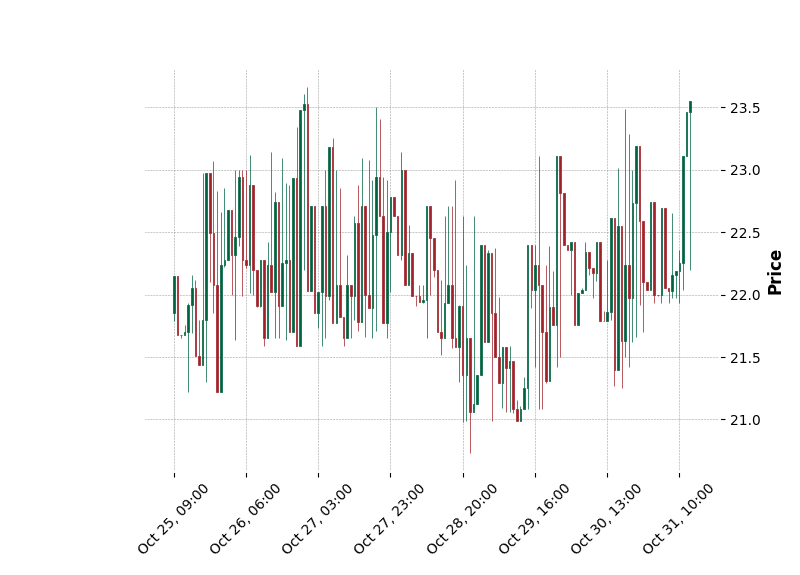 23.5
23.0
22.5
22.0
21.5
21.0
Price
Oct 25, 09:00
Oct 26, 06:00
Oct 27, 03:00
Oct 27, 23:00
Oct 28, 20:00
Oct 29, 16:00
Oct 30, 13:00
Oct 31, 10:00